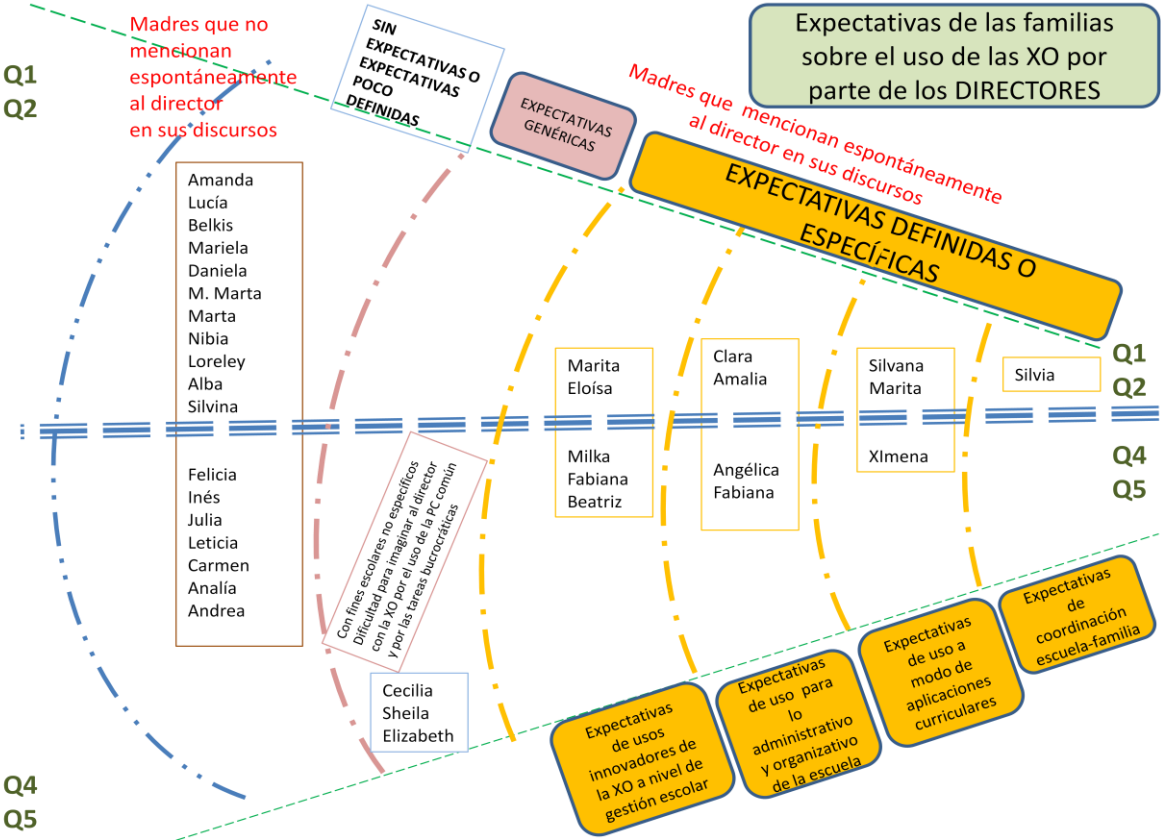 Expectativas de las familias
sobre el uso de las XO por
parte de los DIRECTORES
Madres que no
mencionan
espontáneamente
al director
en sus discursos
Q1
Q2
SIN
EXPECTATIVAS O
EXPECTATIVAS
POCO
DEFINIDAS
EXPECTATIVAS
GENÉRICAS
Madres que mencionan espontáneamente
al director en sus discursos
EXPECTATIVAS DEFINIDAS O
ESPECÍFICAS
Amanda
Lucía
Belkis
Mariela
Daniela
M. Marta
Marta
Nibia
Loreley
Alba
Silvina
Felicia
Inés
Julia
Leticia
Carmen
Analía
Andrea
Con fines escolares no específicos
Dificultad para imaginar al director
con la XO por el uso de la PC común
y por las tareas bucrocráticas
Cecilia
Sheila
Elizabeth
Marita
Eloísa
Milka
Fabiana
Beatriz
Clara
Amalia
Angélica
Fabiana
Silvana
Marita
XImena
Silvia
Q1
Q2
Q4
Q5
Expectativas
de usos
innovadores de
la XO a nivel de
gestión escolar
Expectativas
de uso para
lo
administrativo
y organizativo
de la escuela
Expectativas
de uso a
modo de
aplicaciones
curriculares
Expectativas
de
coordinación
escuela-familia
Q4
Q5